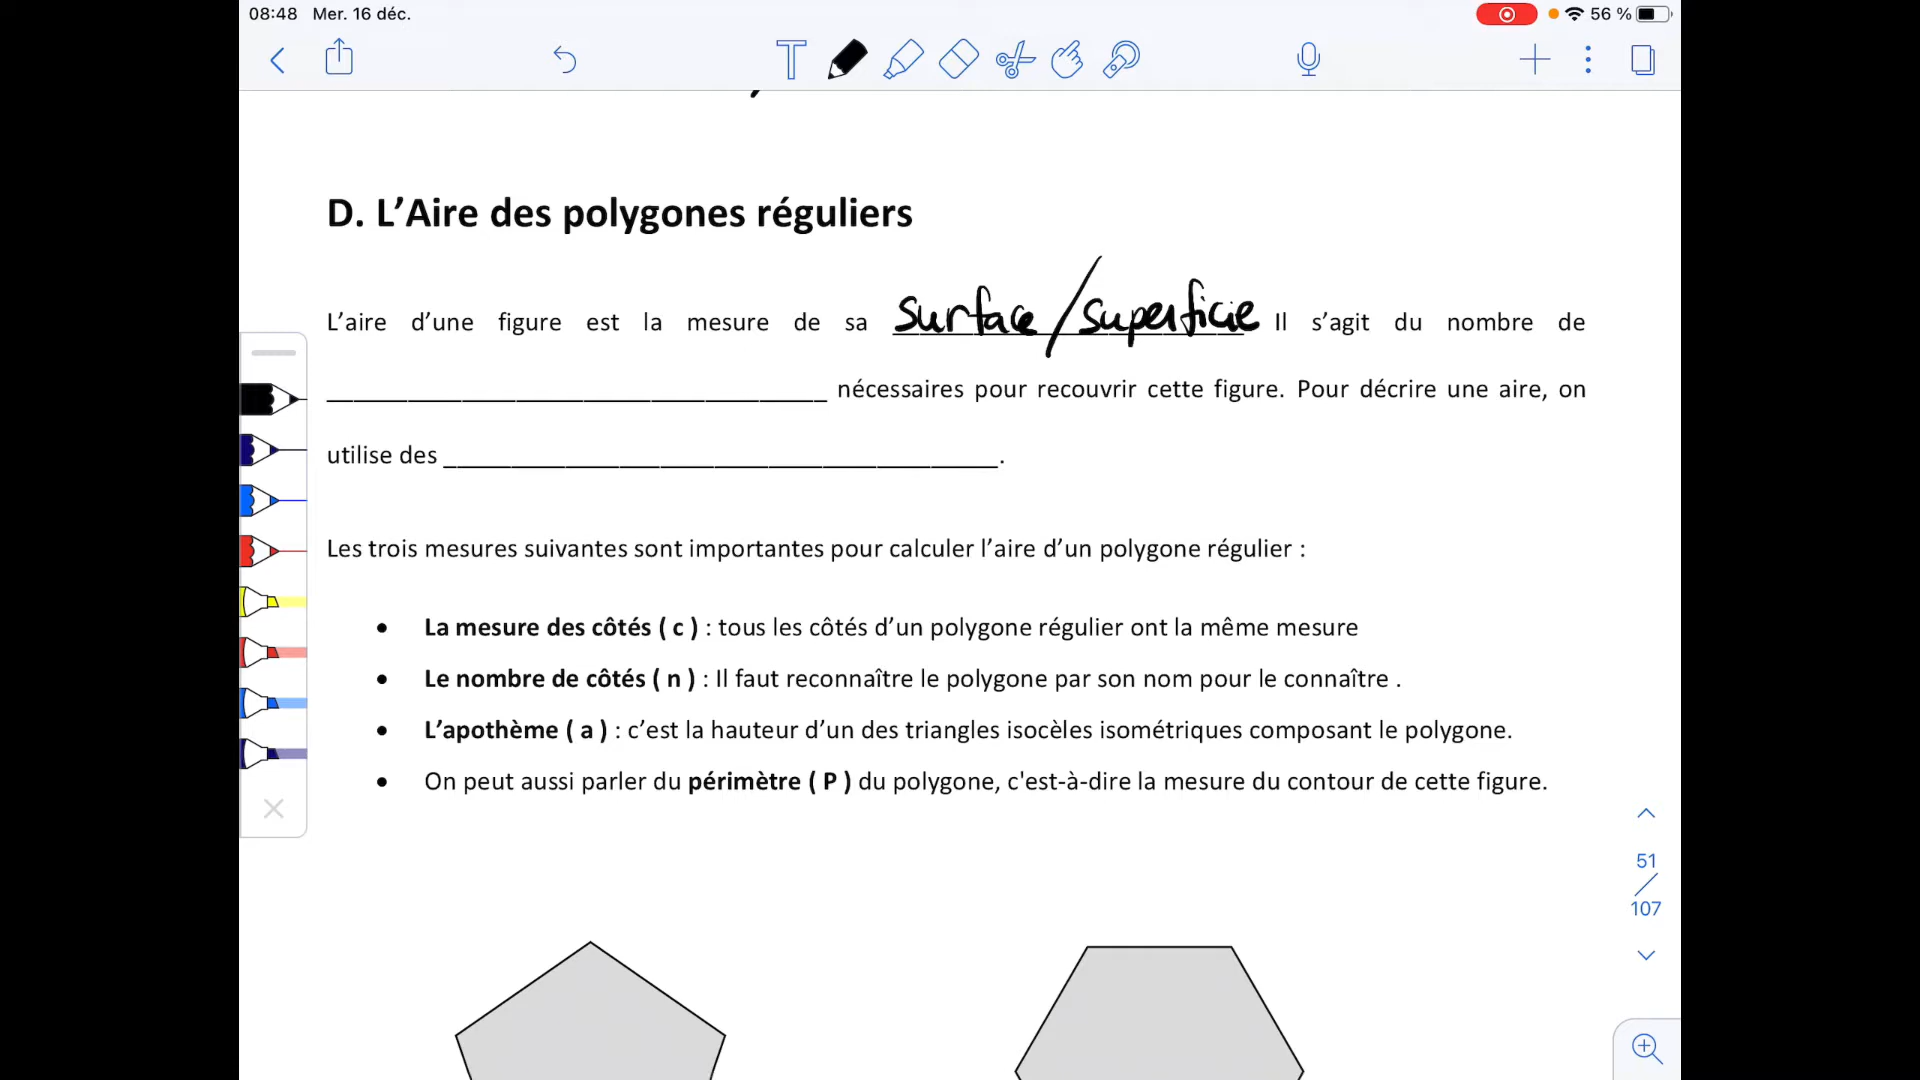 08:48 Mer. 16 déc.
56 %
D. L’Aire des polygones réguliers
L’aire d’une figure est la mesure de sa surface/superficie Il s’agit du nombre de
_____ nécessaires pour recouvrir cette figure. Pour décrire une aire, on
utilise des _____.
Les trois mesures suivantes sont importantes pour calculer l’aire d’un polygone régulier :
• La mesure des côtés ( c ) : tous les côtés d’un polygone régulier ont la même mesure
• Le nombre de côtés ( n ) : Il faut reconnaître le polygone par son nom pour le connaître .
• L’apothème ( a ) : c’est la hauteur d’un des triangles isocèles isométriques composant le polygone.
• On peut aussi parler du périmètre ( P ) du polygone, c'est-à-dire la mesure du contour de cette figure.
51
/
107